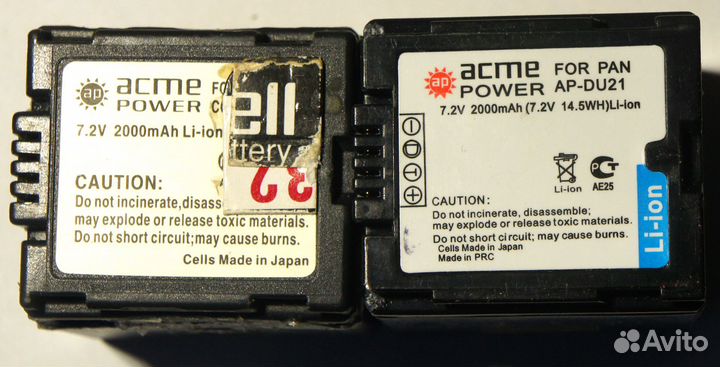 ap acme
POWER
FO
CO
7.2V 2000mAh Li-ion
ell
ttery
32
CAUTION:
Do not incinerate, disasse
may explode or release toxic materials.
Do not short circuit;may cause burns.
Cells Made in Japan
ap acme
POWER
FOR PAN
AP-DU21
7.2V 2000mAh (7.2V 14.5WH)Li-ion
Li-ion
AE25
CAUTION:
Do not incinerate, disassemble;
may explode or release toxic materials.
Do not short circuit;may cause burns.
Cells Made in Japan
Made in PRC
Li-ion
Avito